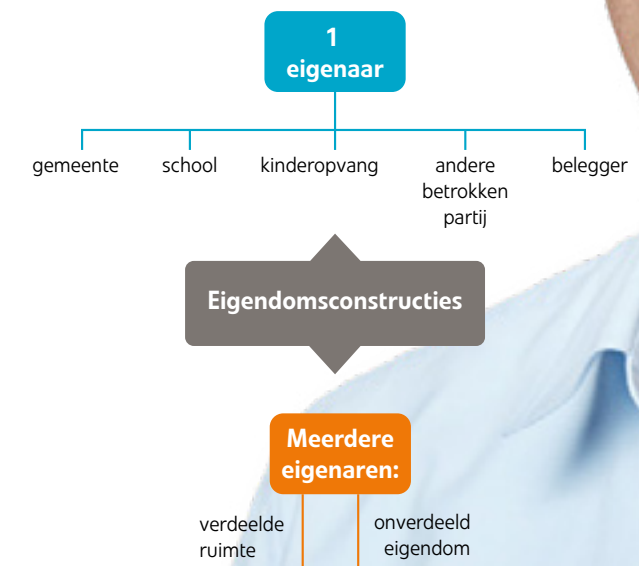 1
eigenaar
gemeente
school
kinderopvang
andere
betrokken
partij
belegger
Eigendomsconstructies
Meerdere
eigenaren:
verdeelde
ruimte
onverdeeld
eigendom